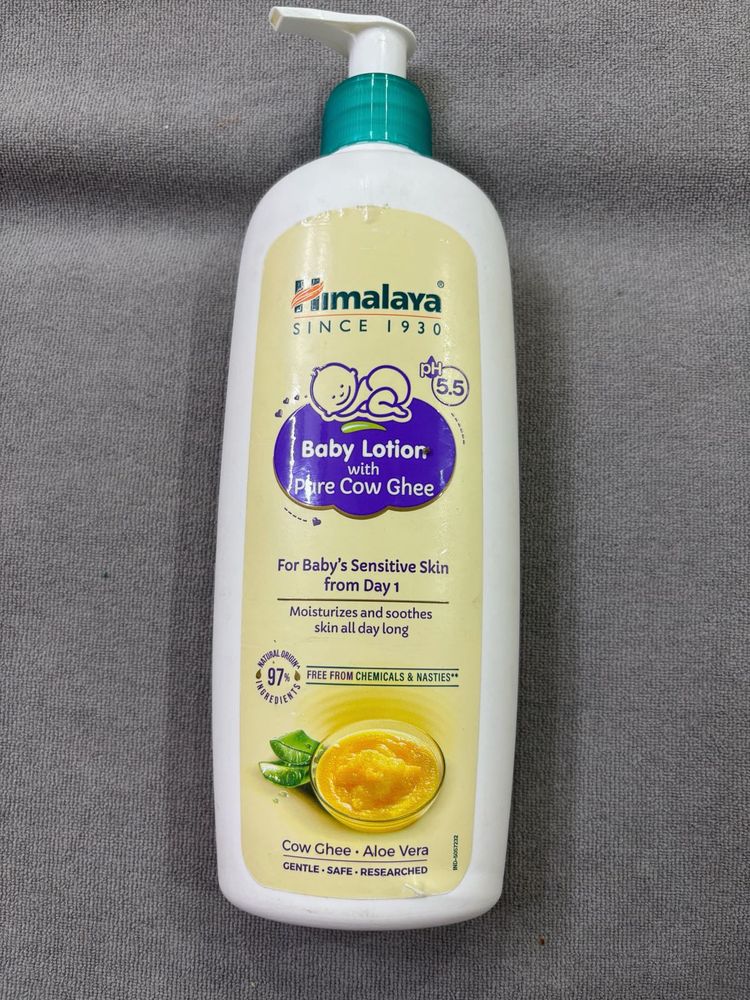 Himalaya®
SINCE 1930
pH
5.5
Baby Lotion
with
Pure Cow Ghee
For Baby's Sensitive Skin
from Day 1
Moisturizes and soothes
skin all day long
NATURAL ORIGIN^
97%
INGREDIENTS
FREE FROM CHEMICALS & NASTIES**
Cow Ghee • Aloe Vera
GENTLE • SAFE • RESEARCHED
IND-5057232